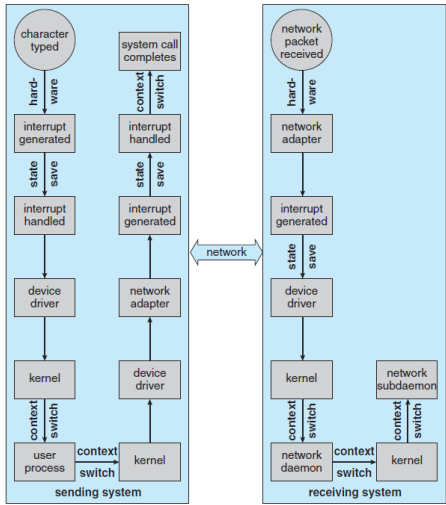 character
typed
hard-
ware
interrupt
generated
state
save
interrupt
handled
device
driver
kernel
context
switch
user
process
context
switch
kernel
device
driver
network
adapter
interrupt
generated
state
save
interrupt
handled
context
switch
system call
completes
sending system
network
network
packet
received
hard-
ware
network
adapter
interrupt
generated
state
save
device
driver
kernel
context
switch
network
daemon
context
switch
kernel
context
switch
network
subdaemon
receiving system